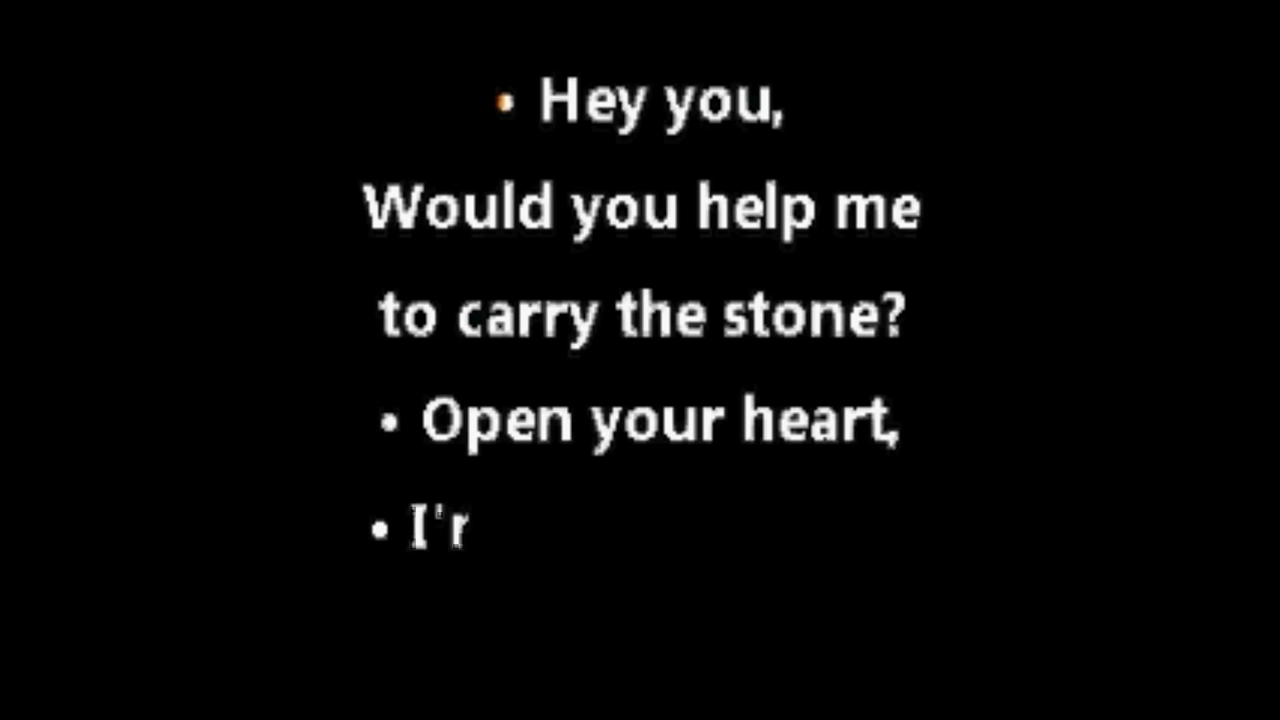 • Hey you,
Would you help me
to carry the stone?
• Open your heart,
• I'